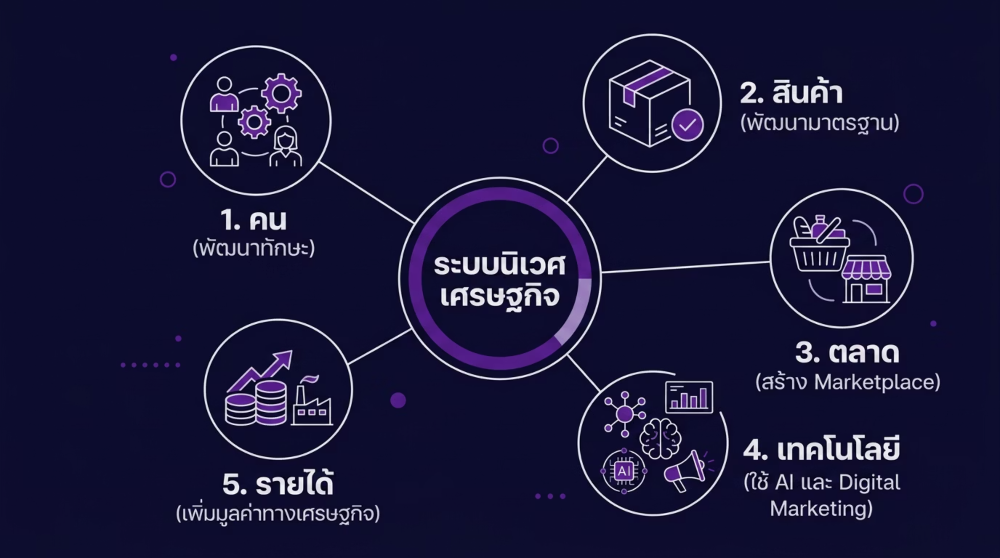 1. คน
(พัฒนาทักษะ)
2. สินค้า
(พัฒนามาตรฐาน)
ระบบนิเวศ
เศรษฐกิจ
3. ตลาด
(สร้าง Marketplace)
4. เทคโนโลยี
(ใช้ AI และ Digital
Marketing)
AI
5. รายได้
(เพิ่มมูลค่าทางเศรษฐกิจ)